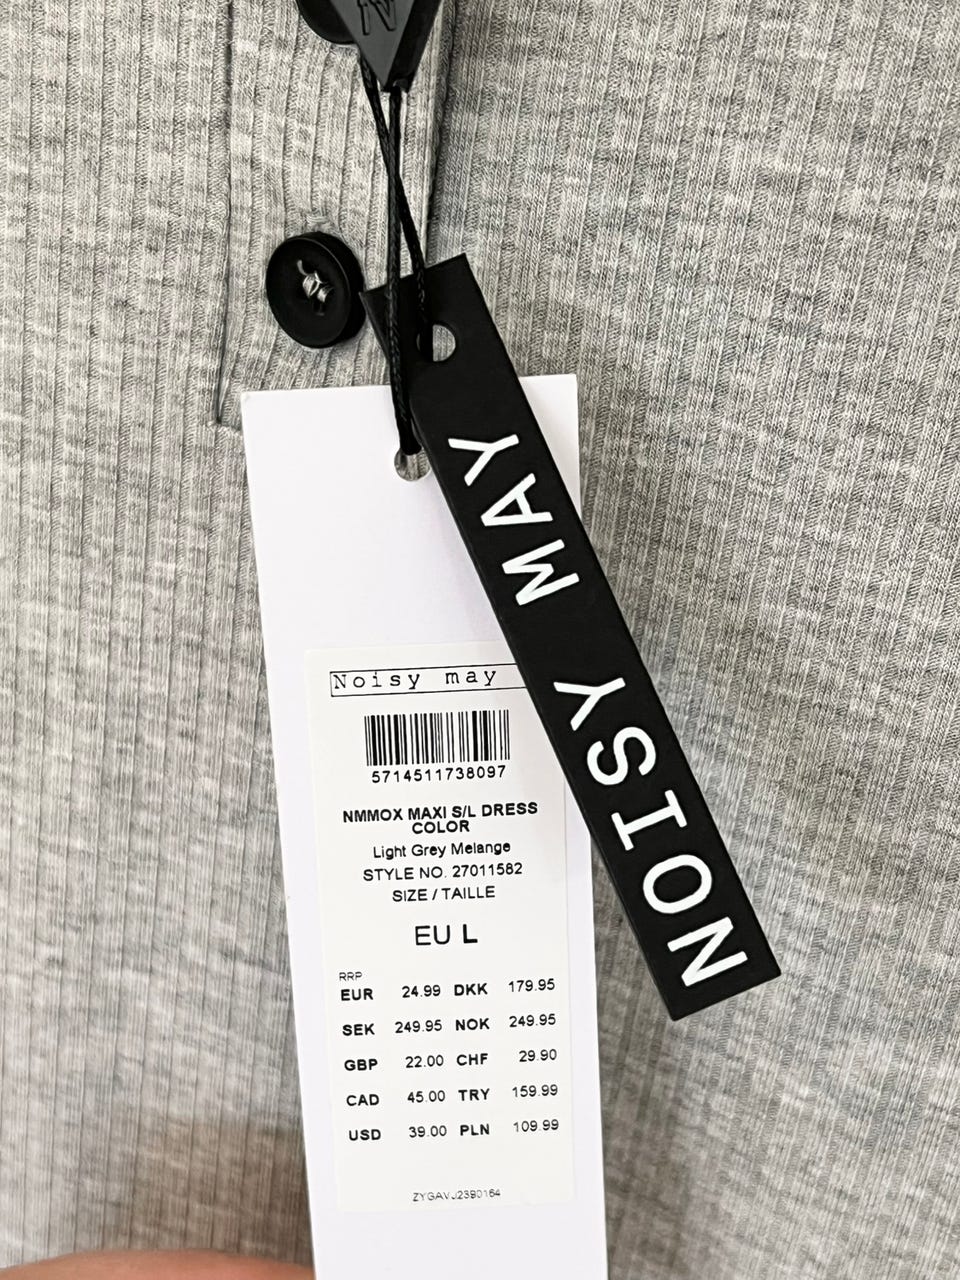 NOISY MAY
Noisy may
5714511738097
NMMOX MAXI S/L DRESS
COLOR
Light Grey Melange
STYLE NO. 27011582
SIZE / TAILLE
EU L
RRP
EUR 24.99 DKK 179.95
SEK 249.95 NOK 249.95
GBP 22.00 CHF 29.90
CAD 45.00 TRY 159.99
USD 39.00 PLN 109.99